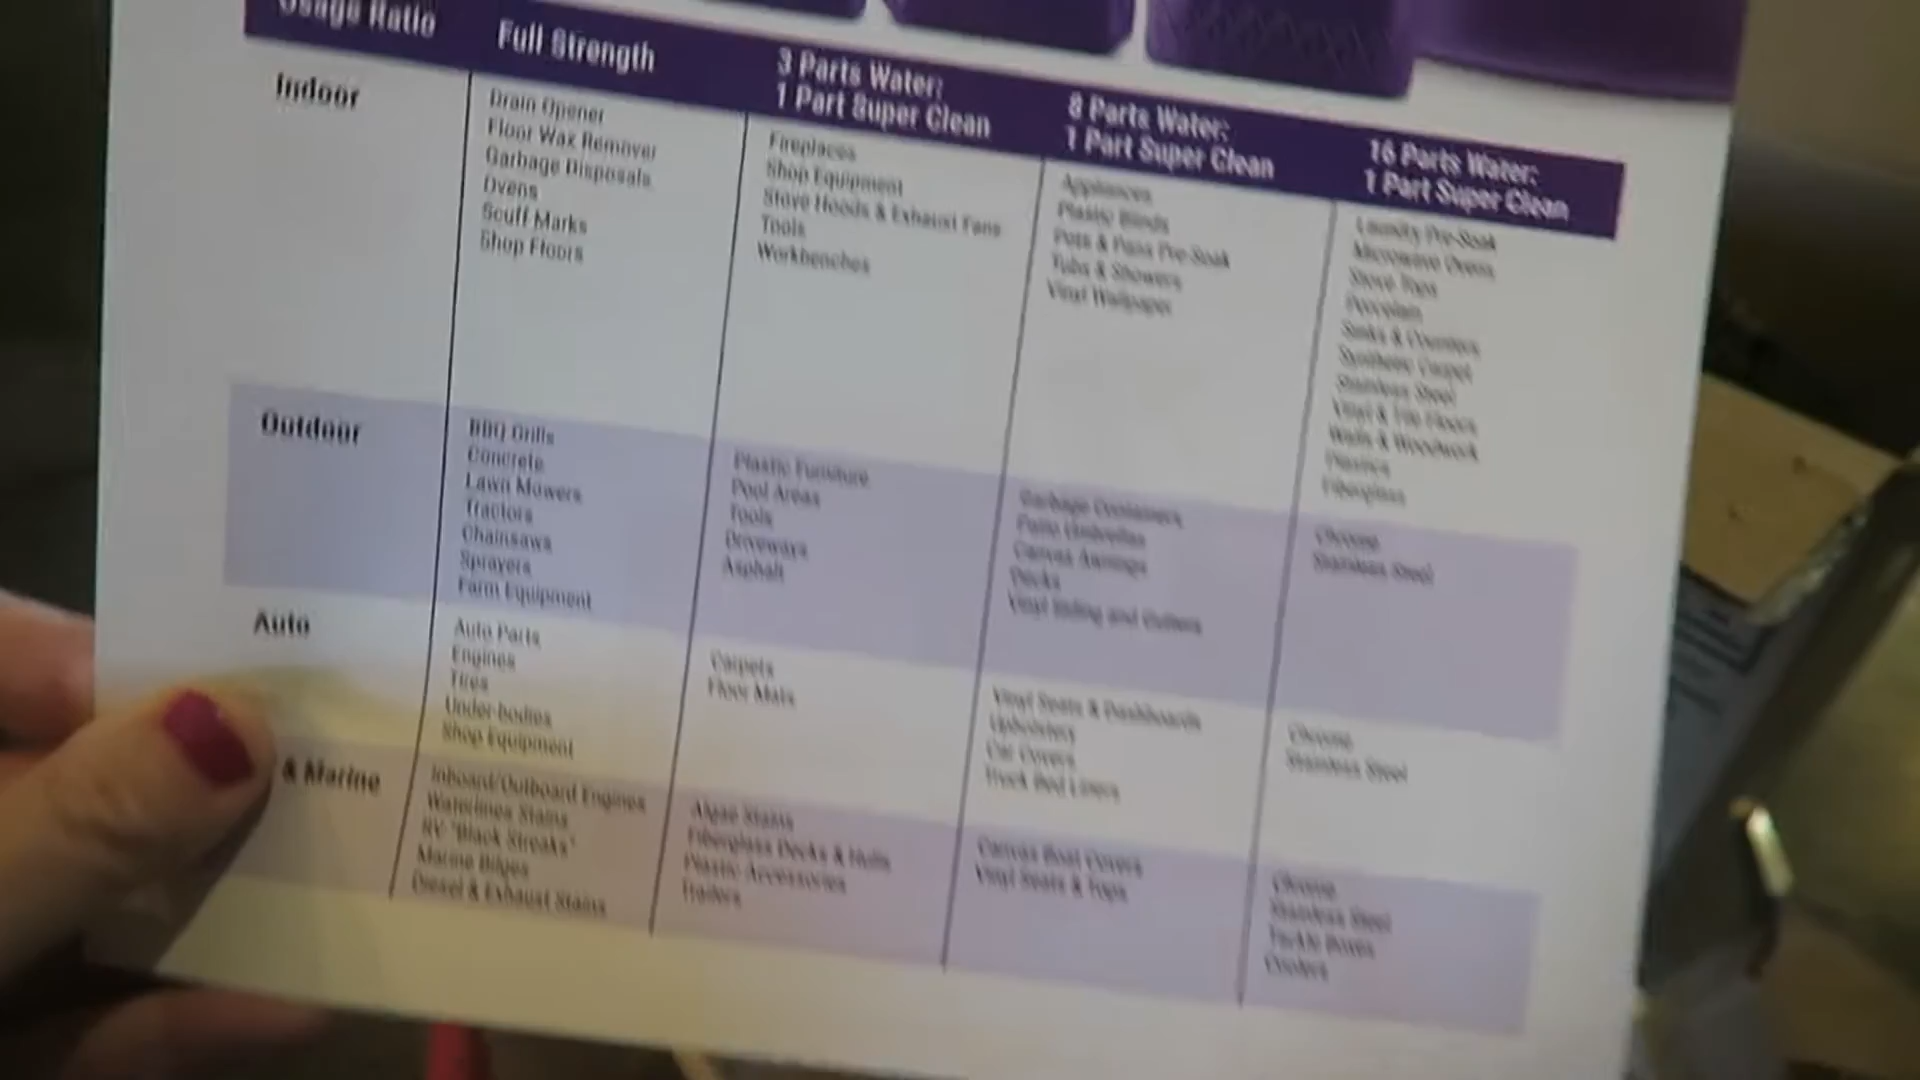 Usage Ratio
Full Strength
3 Parts Water:
1 Part Super Clean
8 Parts Water:
1 Part Super Clean
16 Parts Water:
1 Part Super Clean
Indoor
Drain Opener
Floor Wax Remover
Garbage Disposals
Ovens
Scuff Marks
Shop Floors
Fireplaces
Shop Equipment
Stove Hoods & Exhaust Fans
Tools
Workbenches
Appliances
Plastic Blinds
Pots & Pans Pre-Soak
Tubs & Showers
Vinyl Wallpaper
Laundry Pre-Soak
Microwave Ovens
Stove Tops
Porcelain
Sinks & Counters
Synthetic Carpet
Stainless Steel
Vinyl & Tile Floors
Walls & Woodwork
Plastics
Fiberglass
Outdoor
BBQ Grills
Concrete
Lawn Mowers
Tractors
Chainsaws
Sprayers
Farm Equipment
Plastic Furniture
Pool Areas
Tools
Driveways
Asphalt
Garbage Containers
Patio Umbrellas
Canvas Awnings
Decks
Vinyl Siding and Gutters
Chrome
Stainless Steel
Auto
Auto Parts
Engines
Tires
Under-bodies
Shop Equipment
Carpets
Floor Mats
Vinyl Seats & Dashboards
Upholstery
Car Covers
Truck Bed Liners
Chrome
Stainless Steel
& Marine
Inboard/Outboard Engines
Waterlines Stains
RV "Black Streaks"
Marine Bilges
Diesel & Exhaust Stains
Algae Stains
Fiberglass Decks & Hulls
Plastic Accessories
Trailers
Canvas Boat Covers
Vinyl Seats & Tops
Chrome
Stainless Steel
Tackle Boxes
Coolers